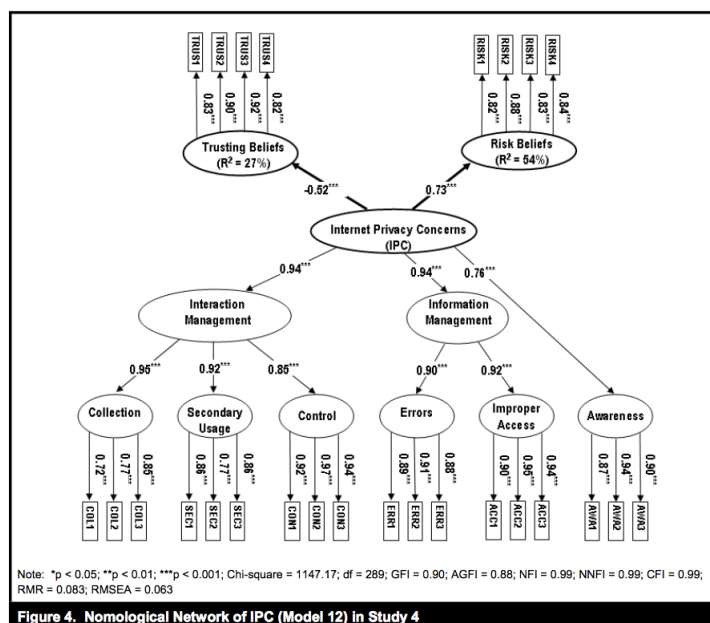 TRUS1 TRUS2 TRUS3 TRUS4
RISK1 RISK2 RISK3 RISK4
0.83*** 0.90*** 0.92*** 0.82***
0.82*** 0.88*** 0.83*** 0.84***
Trusting Beliefs
(R² = 27%)
Risk Beliefs
(R² = 54%)
-0.52*** 0.73***
Internet Privacy Concerns
(IPC)
0.94*** 0.94*** 0.76***
Interaction
Management
Information
Management
0.95*** 0.92*** 0.85*** 0.90*** 0.92***
Collection
Secondary
Usage
Control
Errors
Improper
Access
Awareness
0.72*** 0.77*** 0.85***
0.86*** 0.77*** 0.86***
0.92*** 0.97*** 0.94***
0.89*** 0.91*** 0.88***
0.90*** 0.95*** 0.94***
0.87*** 0.94*** 0.90***
COL1 COL2 COL3
SEC1 SEC2 SEC3
CON1 CON2 CON3
ERR1 ERR2 ERR3
ACC1 ACC2 ACC3
AWA1 AWA2 AWA3
Note: *p < 0.05; **p < 0.01; ***p < 0.001; Chi-square = 1147.17; df = 289; GFI = 0.90; AGFI = 0.88; NFI = 0.99; NNFI = 0.99; CFI = 0.99;
RMR = 0.083; RMSEA = 0.063
Figure 4. Nomological Network of IPC (Model 12) in Study 4